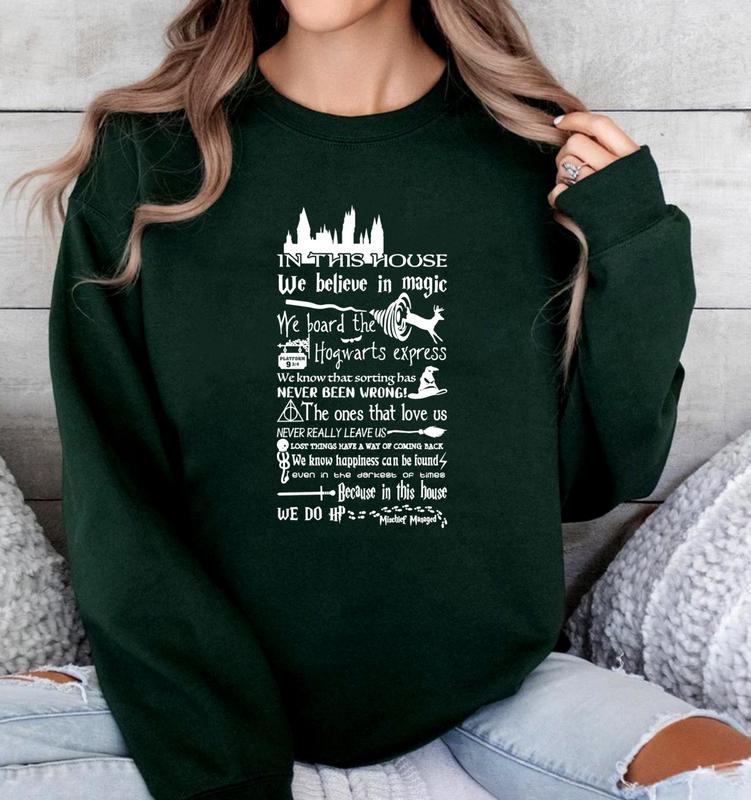 IN THIS HOUSE
We believe in magic
We board the
PLATFORM
9 3/4
Hogwarts express
We know that sorting has
NEVER BEEN WRONG!
The ones that love us
NEVER REALLY LEAVE US
LOST THINGS HAVE A WAY OF COMING BACK
We know happiness can be found
even in the darkest of times
Because in this house
WE DO HP
Mischief Managed